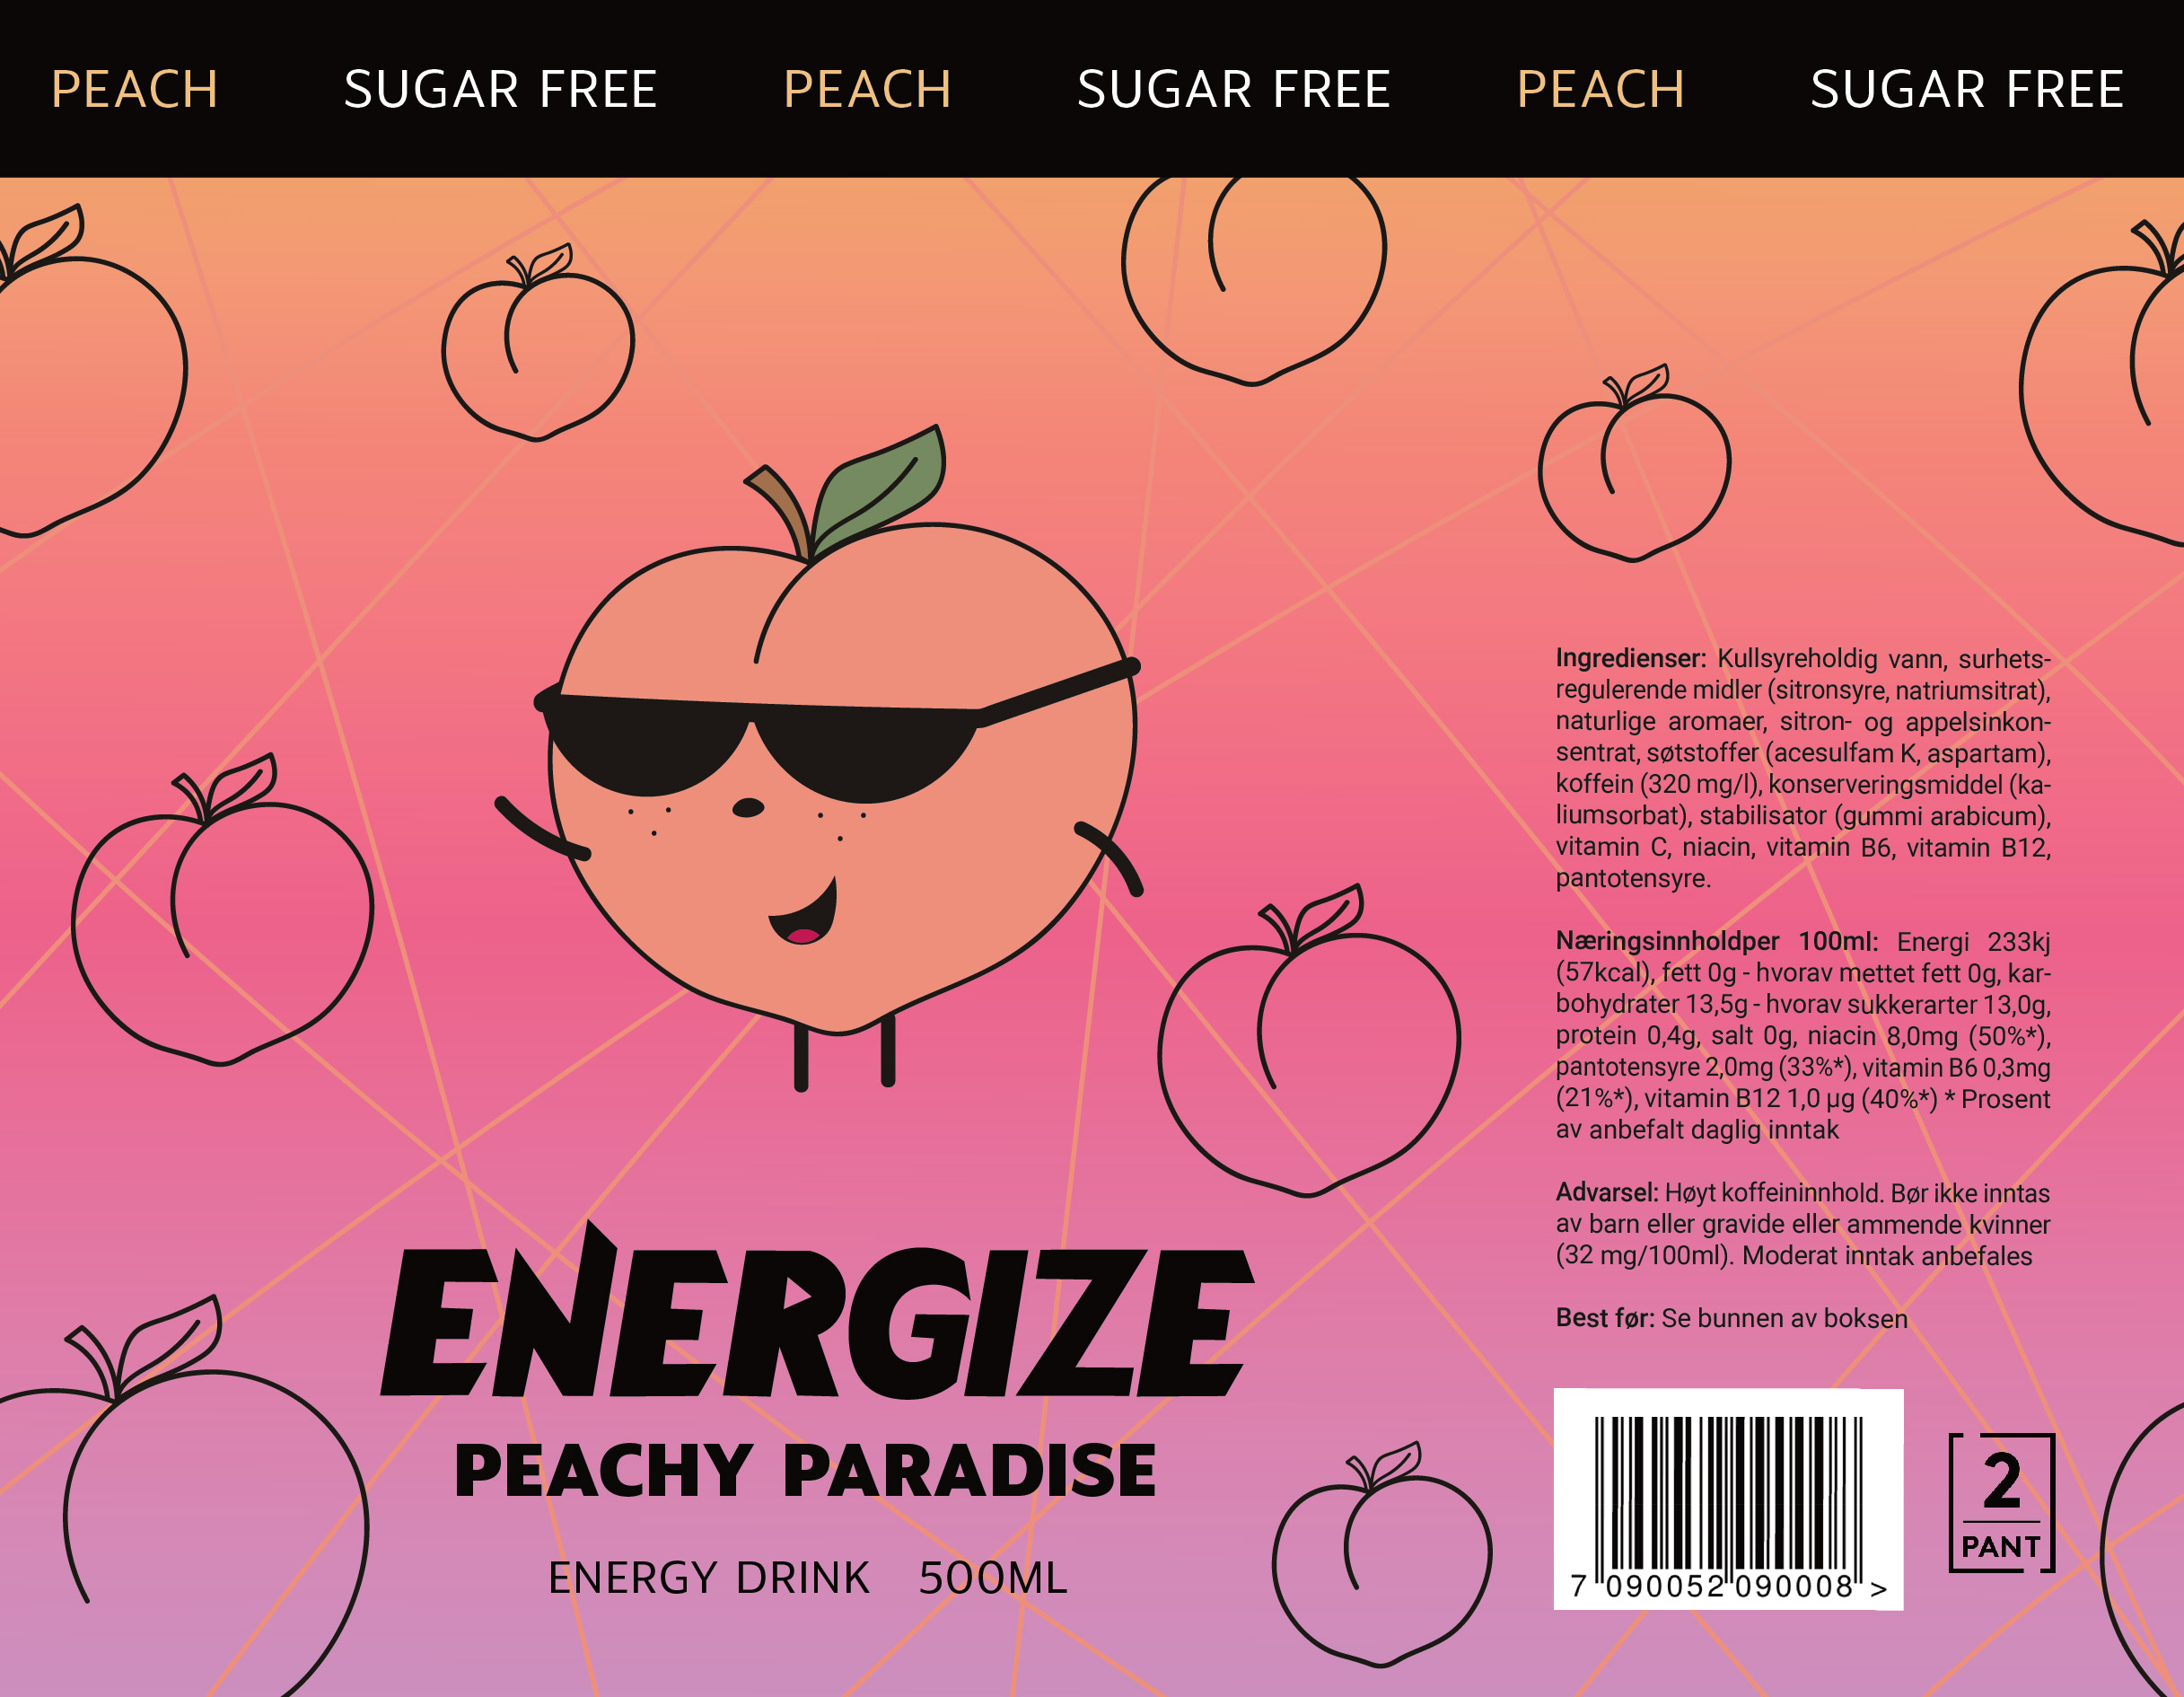 PEACH SUGAR FREE PEACH SUGAR FREE PEACH SUGAR FREE
ENERGIZE
PEACHY PARADISE
ENERGY DRINK 500ML
Ingredienser: Kullsyreholdig vann, surhets-
regulerende midler (sitronsyre, natriumsitrat),
naturlige aromaer, sitron- og appelsinkon-
sentrat, søtstoffer (acesulfam K, aspartam),
koffein (320 mg/l), konserveringsmiddel (ka-
liumsorbat), stabilisator (gummi arabicum),
vitamin C, niacin, vitamin B6, vitamin B12,
pantotensyre.
Næringsinnholdper 100ml: Energi 233kj
(57kcal), fett 0g - hvorav mettet fett 0g, kar-
bohydrater 13,5g - hvorav sukkerarter 13,0g,
protein 0,4g, salt 0g, niacin 8,0mg (50%*),
pantotensyre 2,0mg (33%*), vitamin B6 0,3mg
(21%*), vitamin B12 1,0 µg (40%*) * Prosent
av anbefalt daglig inntak
Advarsel: Høyt koffeininnhold. Bør ikke inntas
av barn eller gravide eller ammende kvinner
(32 mg/100ml). Moderat inntak anbefales
Best før: Se bunnen av boksen
7 090052 090008 >
2
PANT